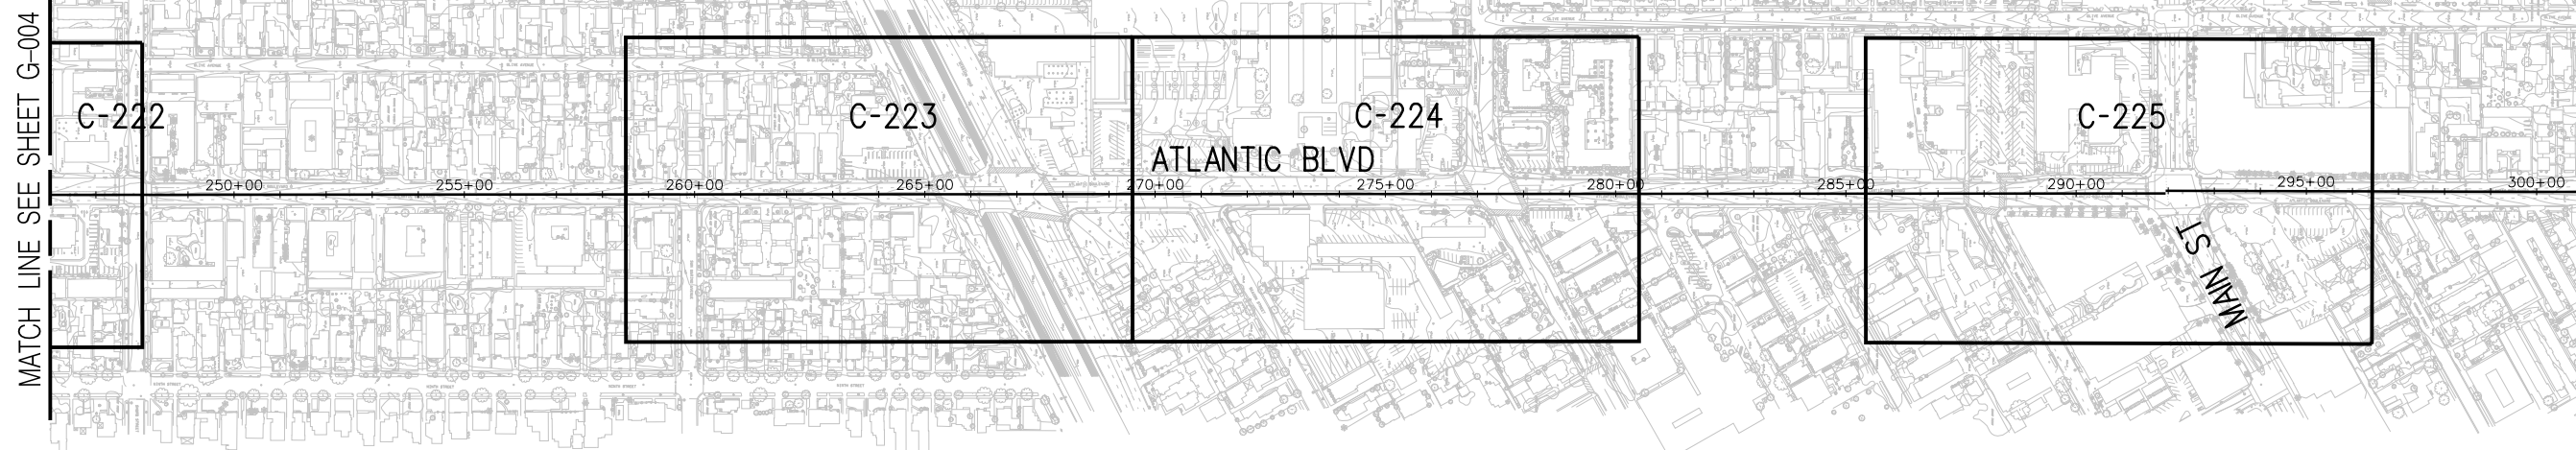 MATCH LINE SEE SHEET G-004
C-222
C-223
C-224
C-225
ATLANTIC BLVD
250+00
255+00
260+00
265+00
270+00
275+00
280+00
285+00
290+00
295+00
300+00
MAIN ST